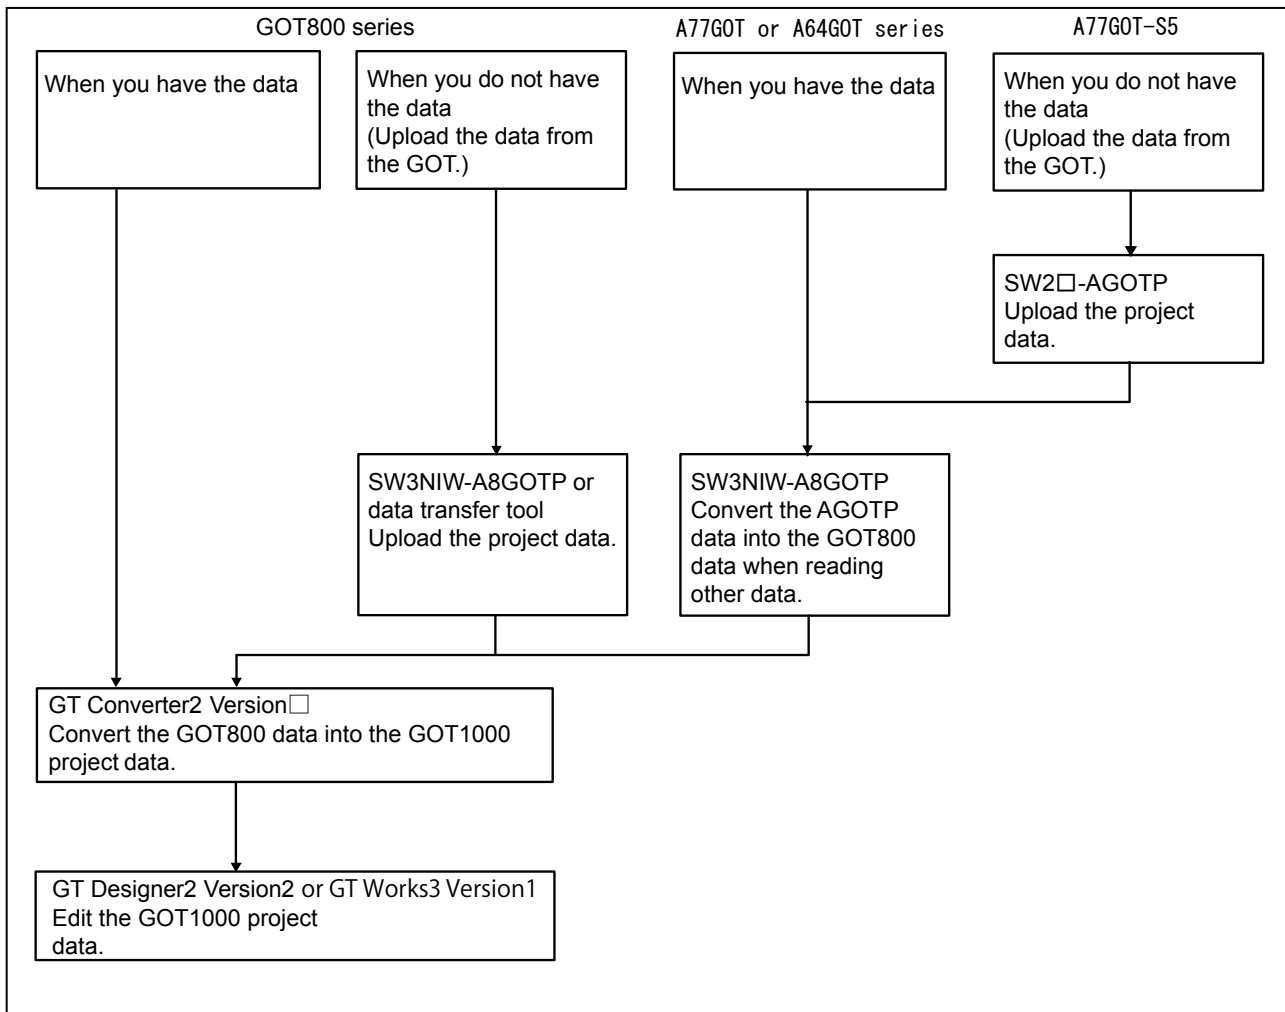 GOT800 series
A77GOT or A64GOT series
A77GOT-S5
When you have the data
When you do not have
the data
(Upload the data from
the GOT.)
When you have the data
When you do not have
the data
(Upload the data from
the GOT.)
SW2□-AGOTP
Upload the project
data.
SW3NIW-A8GOTP or
data transfer tool
Upload the project data.
SW3NIW-A8GOTP
Convert the AGOTP
data into the GOT800
data when reading
other data.
GT Converter2 Version□
Convert the GOT800 data into the GOT1000
project data.
GT Designer2 Version2 or GT Works3 Version1
Edit the GOT1000 project
data.